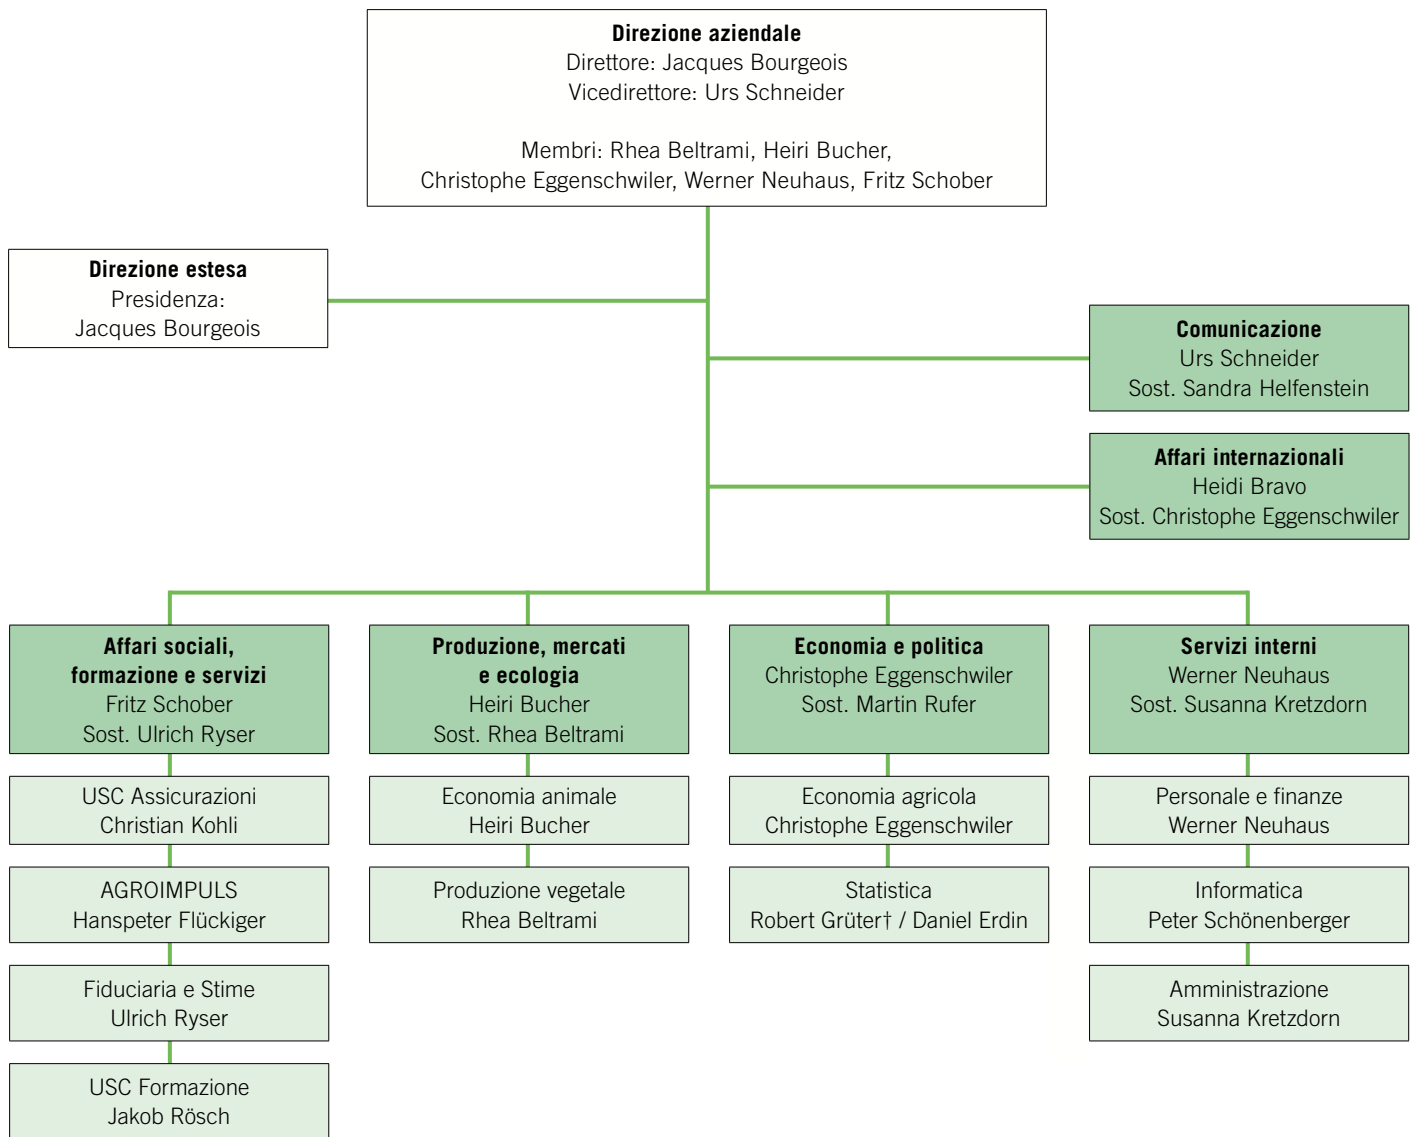 Direzione aziendale
Direttore: Jacques Bourgeois
Vicedirettore: Urs Schneider
Membri: Rhea Beltrami, Heiri Bucher,
Christophe Eggenschwiler, Werner Neuhaus, Fritz Schober
Direzione estesa
Presidenza:
Jacques Bourgeois
Comunicazione
Urs Schneider
Sost. Sandra Helfenstein
Affari internazionali
Heidi Bravo
Sost. Christophe Eggenschwiler
Affari sociali,
formazione e servizi
Fritz Schober
Sost. Ulrich Ryser
USC Assicurazioni
Christian Kohli
AGROIMPULS
Hanspeter Flückiger
Fiduciaria e Stime
Ulrich Ryser
USC Formazione
Jakob Rösch
Produzione, mercati
e ecologia
Heiri Bucher
Sost. Rhea Beltrami
Economia animale
Heiri Bucher
Produzione vegetale
Rhea Beltrami
Economia e politica
Christophe Eggenschwiler
Sost. Martin Rufer
Economia agricola
Christophe Eggenschwiler
Statistica
Robert Grüter† / Daniel Erdin
Servizi interni
Werner Neuhaus
Sost. Susanna Kretzdorn
Personale e finanze
Werner Neuhaus
Informatica
Peter Schönenberger
Amministrazione
Susanna Kretzdorn